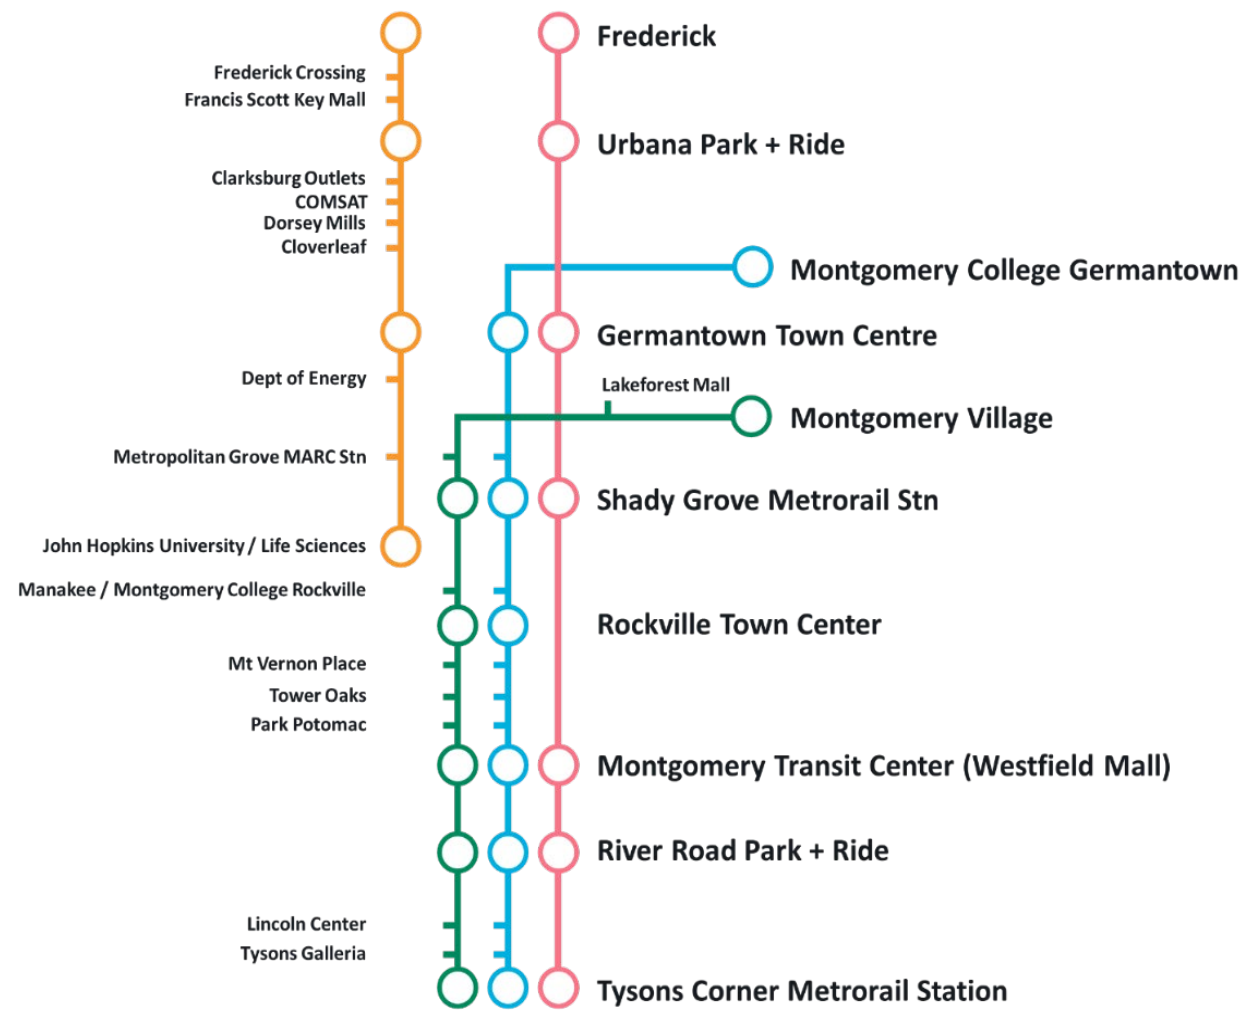 Frederick
Frederick Crossing
Francis Scott Key Mall
Urbana Park + Ride
Clarksburg Outlets
COMSAT
Dorsey Mills
Cloverleaf
Montgomery College Germantown
Germantown Town Centre
Dept of Energy
Lakeforest Mall
Montgomery Village
Metropolitan Grove MARC Stn
Shady Grove Metrorail Stn
John Hopkins University / Life Sciences
Manakee / Montgomery College Rockville
Rockville Town Center
Mt Vernon Place
Tower Oaks
Park Potomac
Montgomery Transit Center (Westfield Mall)
River Road Park + Ride
Lincoln Center
Tysons Galleria
Tysons Corner Metrorail Station